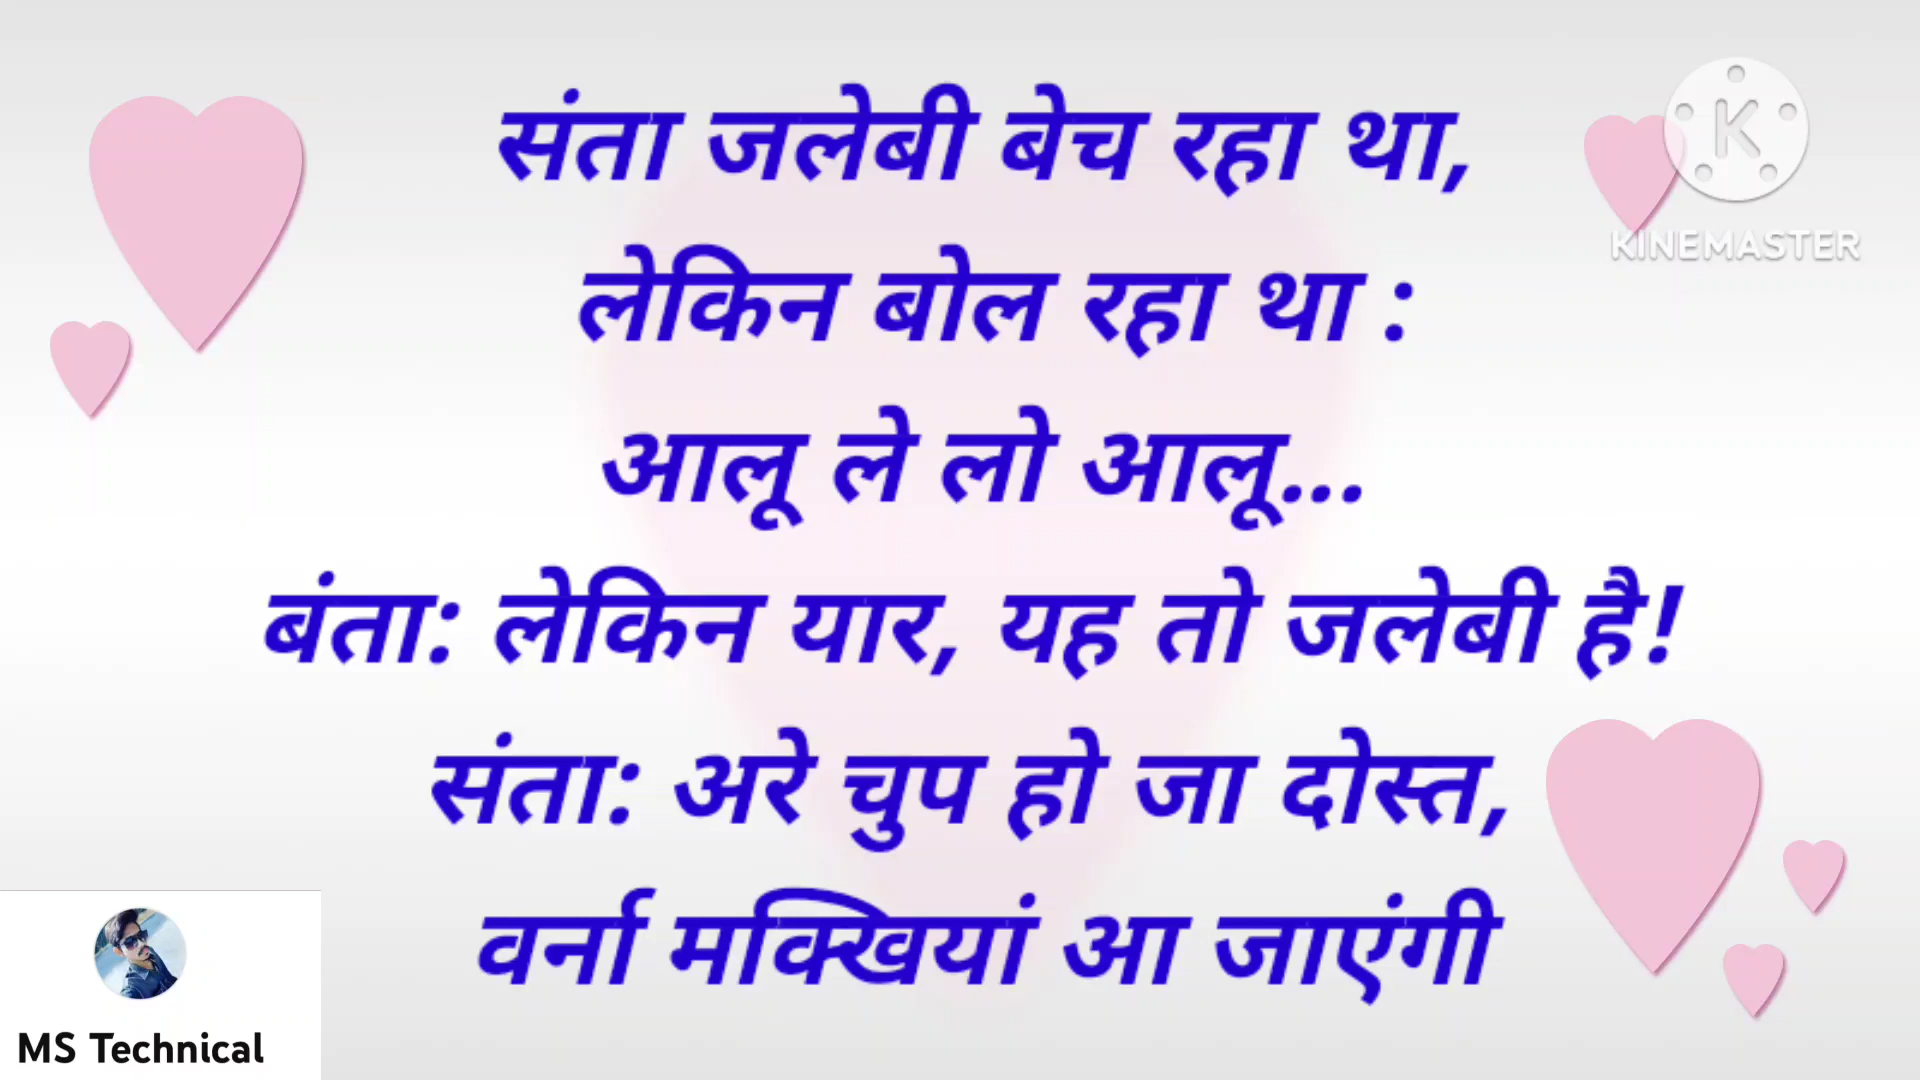 संता जलेबी बेच रहा था,
K
KINEMASTER
लेकिन बोल रहा था :
आलू ले लो आलू...
बंता: लेकिन यार, यह तो जलेबी है!
संता: अरे चुप हो जा दोस्त,
वर्ना मक्खियां आ जाएंगी
MS Technical